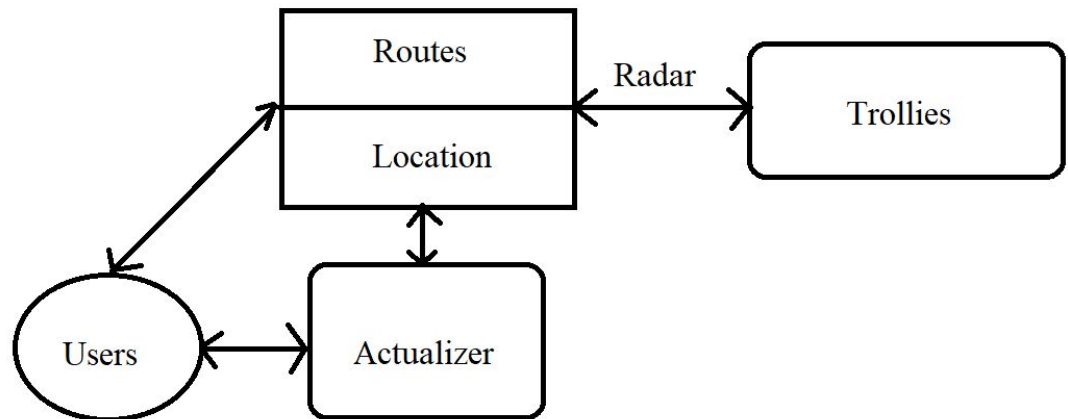 Routes
Radar
Trollies
Location
Users
Actualizer